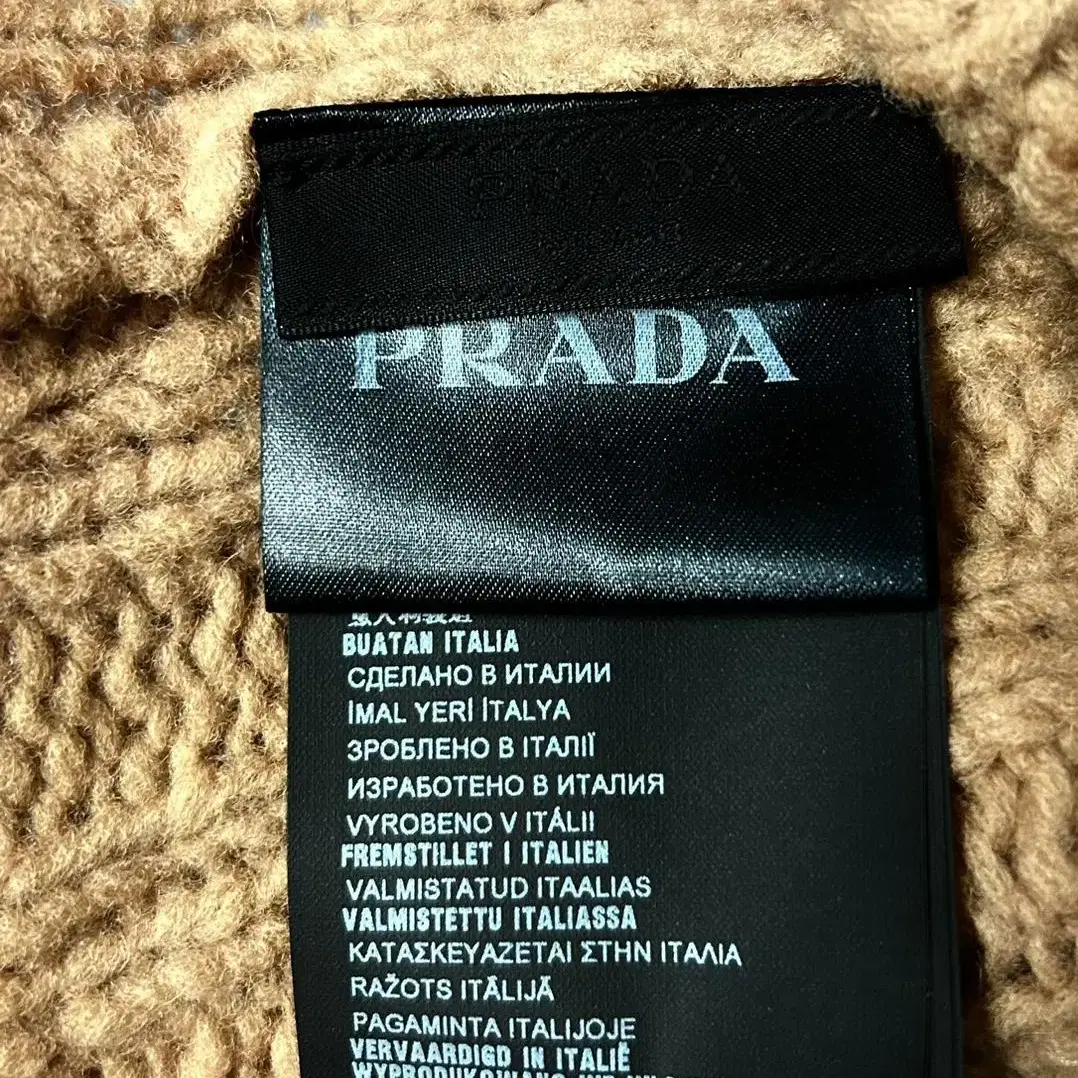 PRADA
PRADA
BUATAN ITALIA
СДЕЛАНО В ИТАЛИИ
İMAL YERİ İTALYA
ЗРОБЛЕНО В ІТАЛІЇ
ИЗРАБОТЕНО В ИТАЛИЯ
VYROBENO V ITÁLII
FREMSTILLET I ITALIEN
VALMISTATUD ITAALIAS
VALMISTETTU ITALIASSA
ΚΑΤΑΣΚΕΥΑΖΕΤΑΙ ΣΤΗΝ ΙΤΑΛΙΑ
RAŽOTS ITĀLIJĀ
PAGAMINTA ITALIJOJE
VERVAARDIGD IN ITALIË